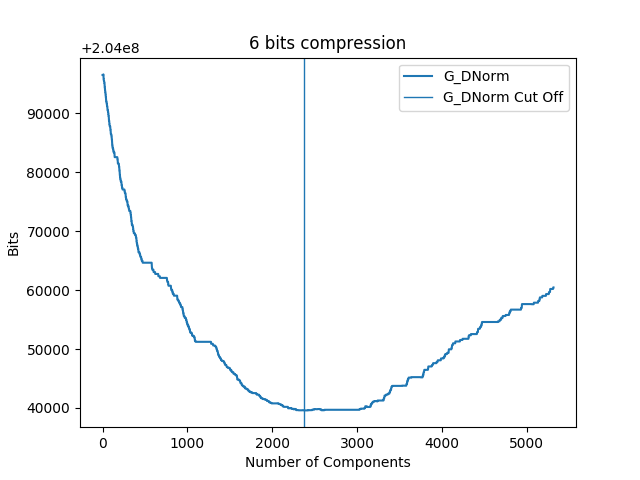 6 bits compression
+2.04e8
G_DNorm
G_DNorm Cut Off
90000
80000
70000
60000
50000
40000
Bits
0 1000 2000 3000 4000 5000
Number of Components